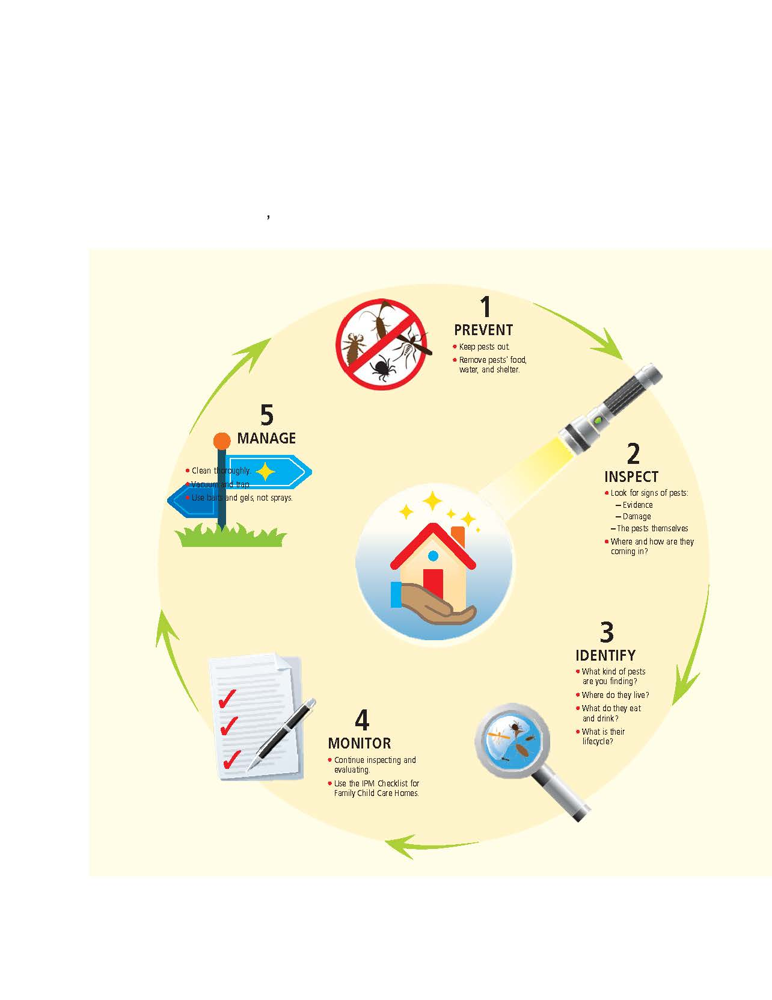 ,
1
PREVENT
• Keep pests out.
• Remove pests' food,
water, and shelter.
2
INSPECT
• Look for signs of pests:
– Evidence
– Damage
– The pests themselves
• Where and how are they
coming in?
3
IDENTIFY
• What kind of pests
are you finding?
• Where do they live?
• What do they eat
and drink?
• What is their
lifecycle?
4
MONITOR
• Continue inspecting and
evaluating.
• Use the IPM Checklist for
Family Child Care Homes.
5
MANAGE
• Clean thoroughly.
• Vacuum and trap.
• Use baits and gels, not sprays.